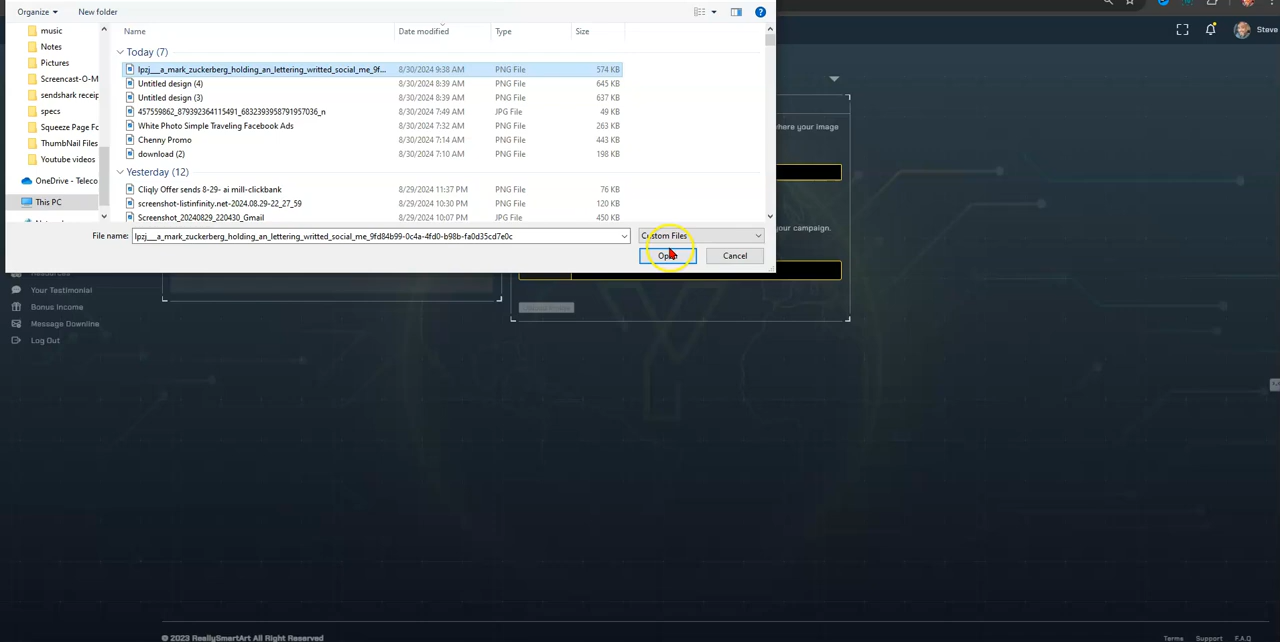 Organize
New folder
Steve
music
Notes
Pictures
Screencast-O-M
sendshark receip
specs
Squeeze Page Fo
ThumbNail Files
Youtube videos
OneDrive - Teleco
This PC
Name Date modified Type Size
Today (7)
lpzj___a_mark_zuckerberg_holding_an_lettering_writted_social_me_9f... 8/30/2024 9:38 AM PNG File 574 KB
Untitled design (4) 8/30/2024 8:39 AM PNG File 645 KB
Untitled design (3) 8/30/2024 8:39 AM PNG File 637 KB
457559862_879392364115491_6832393958791957036_n 8/30/2024 7:49 AM JPG File 49 KB
White Photo Simple Traveling Facebook Ads 8/30/2024 7:32 AM PNG File 263 KB
Chenny Promo 8/30/2024 7:14 AM PNG File 443 KB
download (2) 8/30/2024 7:10 AM PNG File 198 KB
Yesterday (12)
Cliqly Offer sends 8-29- ai mill-clickbank 8/29/2024 11:37 PM PNG File 76 KB
screenshot-listinfinity.net-2024.08.29-22_27_59 8/29/2024 10:30 PM PNG File 120 KB
Screenshot_20240829_220430_Gmail 8/29/2024 10:07 PM JPG File 450 KB
File name: lpzj___a_mark_zuckerberg_holding_an_lettering_writted_social_me_9fd84b99-0c4a-4fd0-b98b-fa0d35cd7e0c
Custom Files
Cancel
where your image
your campaign.
Your Testimonial
Bonus Income
Message Downline
Log Out
© 2023 ReallySmartArt All Right Reserved
Terms Support F.A.Q